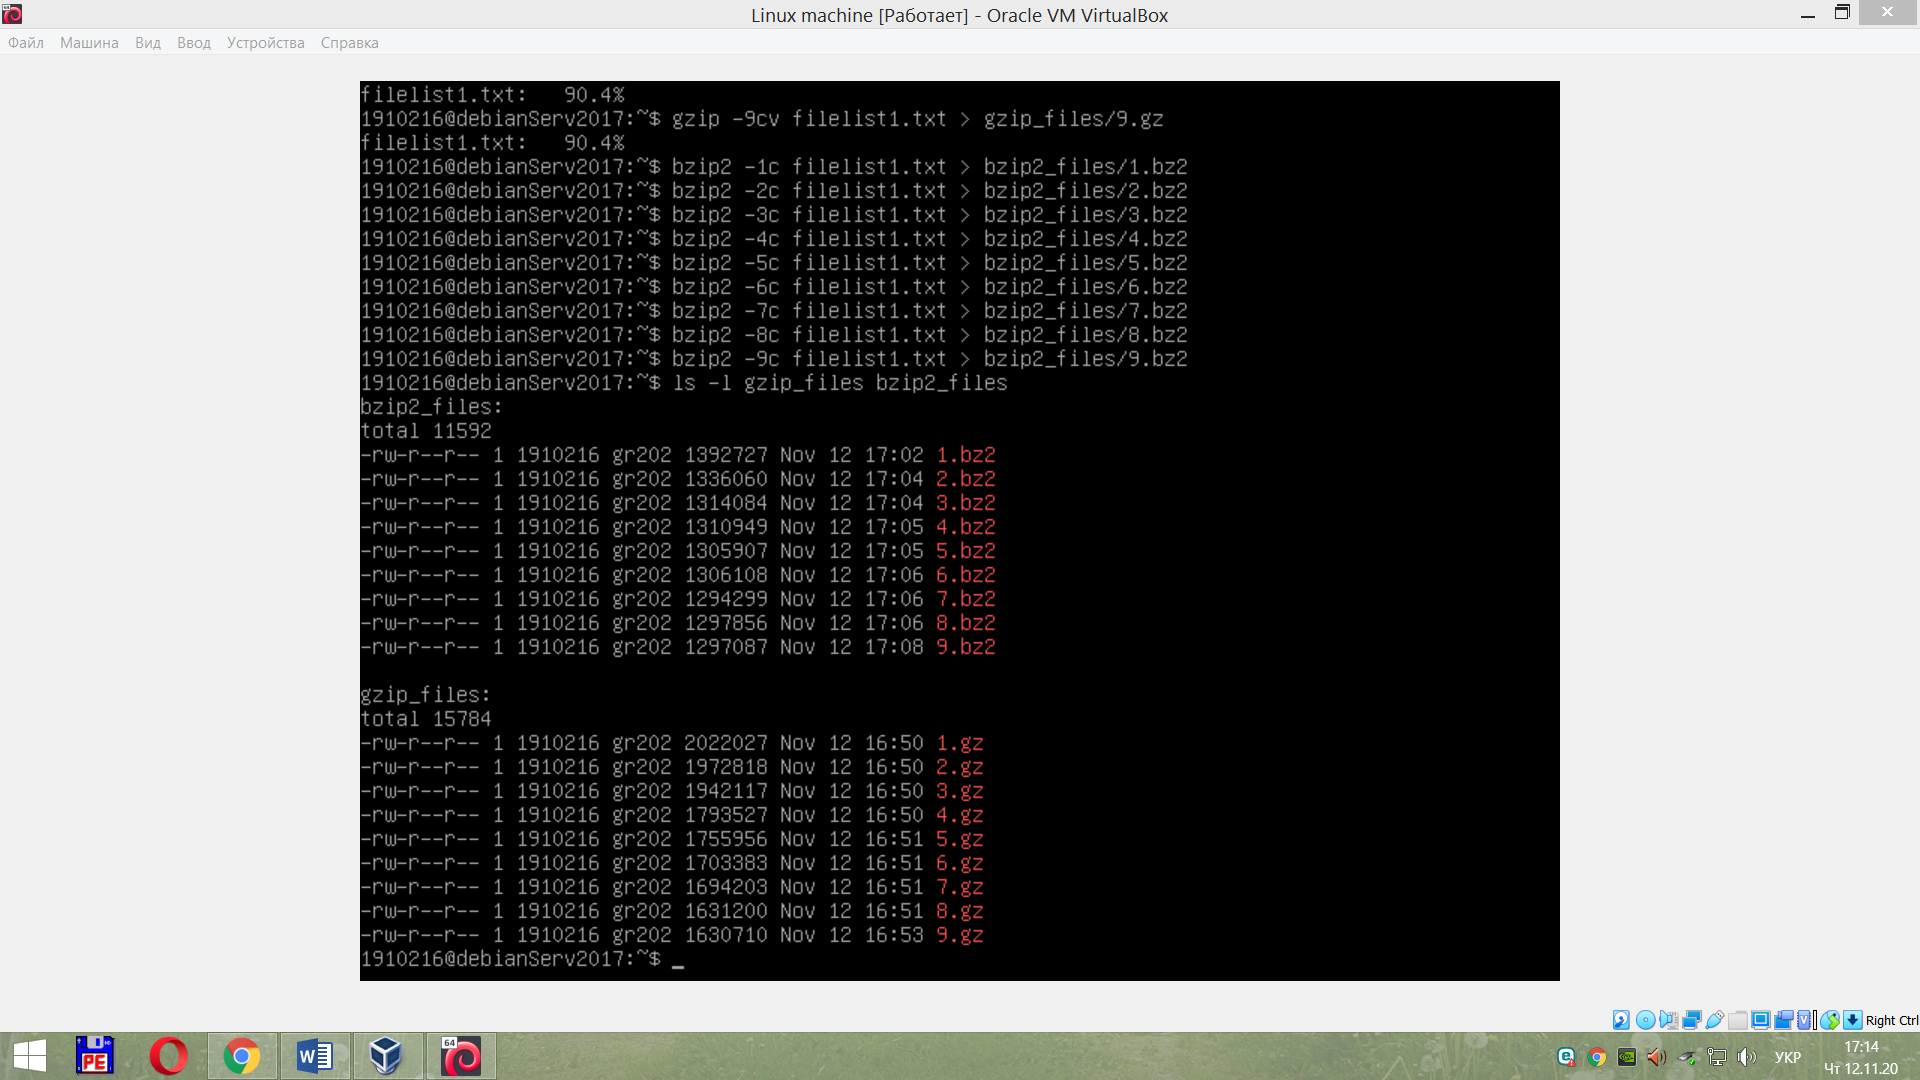 Linux machine [Работает] - Oracle VM VirtualBox
Файл Машина Вид Ввод Устройства Справка
filelist1.txt:   90.4%
1910216@debianServ2017:~$ gzip -9cv filelist1.txt > gzip_files/9.gz
filelist1.txt:   90.4%
1910216@debianServ2017:~$ bzip2 -1c filelist1.txt > bzip2_files/1.bz2
1910216@debianServ2017:~$ bzip2 -2c filelist1.txt > bzip2_files/2.bz2
1910216@debianServ2017:~$ bzip2 -3c filelist1.txt > bzip2_files/3.bz2
1910216@debianServ2017:~$ bzip2 -4c filelist1.txt > bzip2_files/4.bz2
1910216@debianServ2017:~$ bzip2 -5c filelist1.txt > bzip2_files/5.bz2
1910216@debianServ2017:~$ bzip2 -6c filelist1.txt > bzip2_files/6.bz2
1910216@debianServ2017:~$ bzip2 -7c filelist1.txt > bzip2_files/7.bz2
1910216@debianServ2017:~$ bzip2 -8c filelist1.txt > bzip2_files/8.bz2
1910216@debianServ2017:~$ bzip2 -9c filelist1.txt > bzip2_files/9.bz2
1910216@debianServ2017:~$ ls -l gzip_files bzip2_files
bzip2_files:
total 11592
-rw-r--r-- 1 1910216 gr202 1392727 Nov 12 17:02 1.bz2
-rw-r--r-- 1 1910216 gr202 1336060 Nov 12 17:04 2.bz2
-rw-r--r-- 1 1910216 gr202 1314084 Nov 12 17:04 3.bz2
-rw-r--r-- 1 1910216 gr202 1310949 Nov 12 17:05 4.bz2
-rw-r--r-- 1 1910216 gr202 1305907 Nov 12 17:05 5.bz2
-rw-r--r-- 1 1910216 gr202 1306108 Nov 12 17:06 6.bz2
-rw-r--r-- 1 1910216 gr202 1294299 Nov 12 17:06 7.bz2
-rw-r--r-- 1 1910216 gr202 1297856 Nov 12 17:06 8.bz2
-rw-r--r-- 1 1910216 gr202 1297087 Nov 12 17:08 9.bz2
gzip_files:
total 15784
-rw-r--r-- 1 1910216 gr202 2022027 Nov 12 16:50 1.gz
-rw-r--r-- 1 1910216 gr202 1972818 Nov 12 16:50 2.gz
-rw-r--r-- 1 1910216 gr202 1942117 Nov 12 16:50 3.gz
-rw-r--r-- 1 1910216 gr202 1793527 Nov 12 16:50 4.gz
-rw-r--r-- 1 1910216 gr202 1755956 Nov 12 16:51 5.gz
-rw-r--r-- 1 1910216 gr202 1703383 Nov 12 16:51 6.gz
-rw-r--r-- 1 1910216 gr202 1694203 Nov 12 16:51 7.gz
-rw-r--r-- 1 1910216 gr202 1631200 Nov 12 16:51 8.gz
-rw-r--r-- 1 1910216 gr202 1630710 Nov 12 16:53 9.gz
1910216@debianServ2017:~$ _
Right Ctrl
PE
W
64
УКР
17:14
Чт 12.11.20